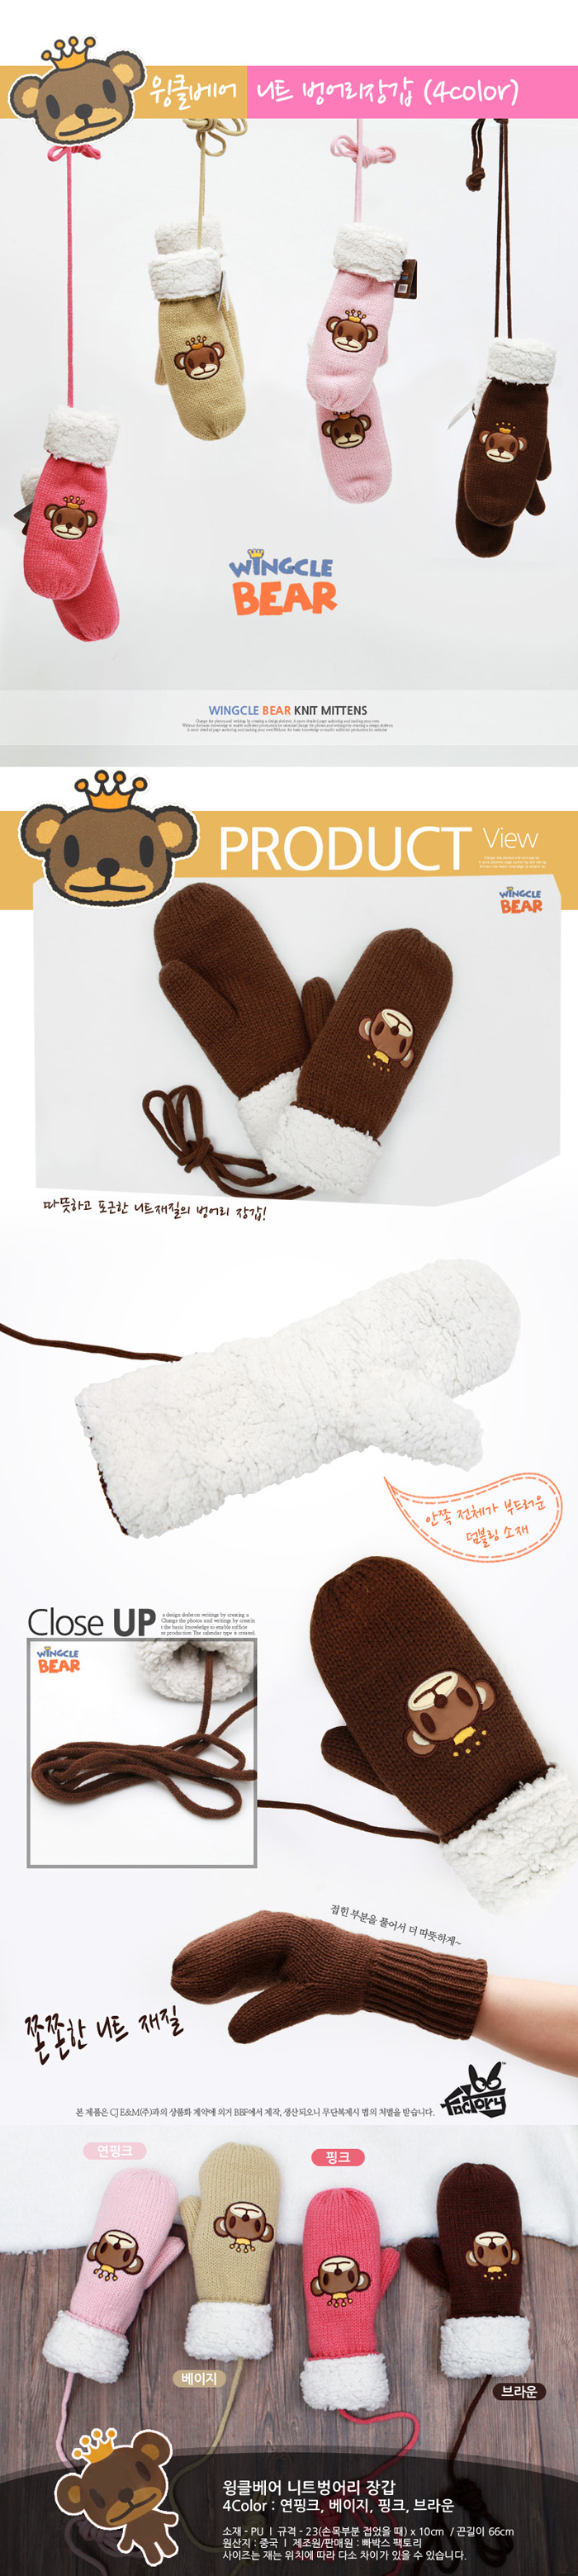 윙클베어 니트 벙어리장갑 (4color)
WINGCLE
BEAR
WINGCLE BEAR KNIT MITTENS
PRODUCT View
WINGCLE
BEAR
따뜻하고 포근한 니트재질의 벙어리 장갑!
안쪽 전체가 부드러운
덤블링 소재
Close UP
WINGCLE
BEAR
접힌 부분을 풀어서 더 따뜻하게~
쫀쫀한 니트 재질
Factory
본 제품은 CJ E&M(주)과의 상품화 계약에 의거 BBF에서 제작, 생산되오니 무단복제시 법의 처벌을 받습니다.
연핑크
핑크
베이지
브라운
윙클베어 니트벙어리 장갑
4Color : 연핑크, 베이지, 핑크, 브라운
소재 - PU ㅣ 규격 - 23(손목부분 접었을 때) x 10cm / 끈길이 66cm
원산지 : 중국 ㅣ 제조원/판매원 : 빠박스 팩토리
사이즈는 재는 위치에 따라 다소 차이가 있을 수 있습니다.